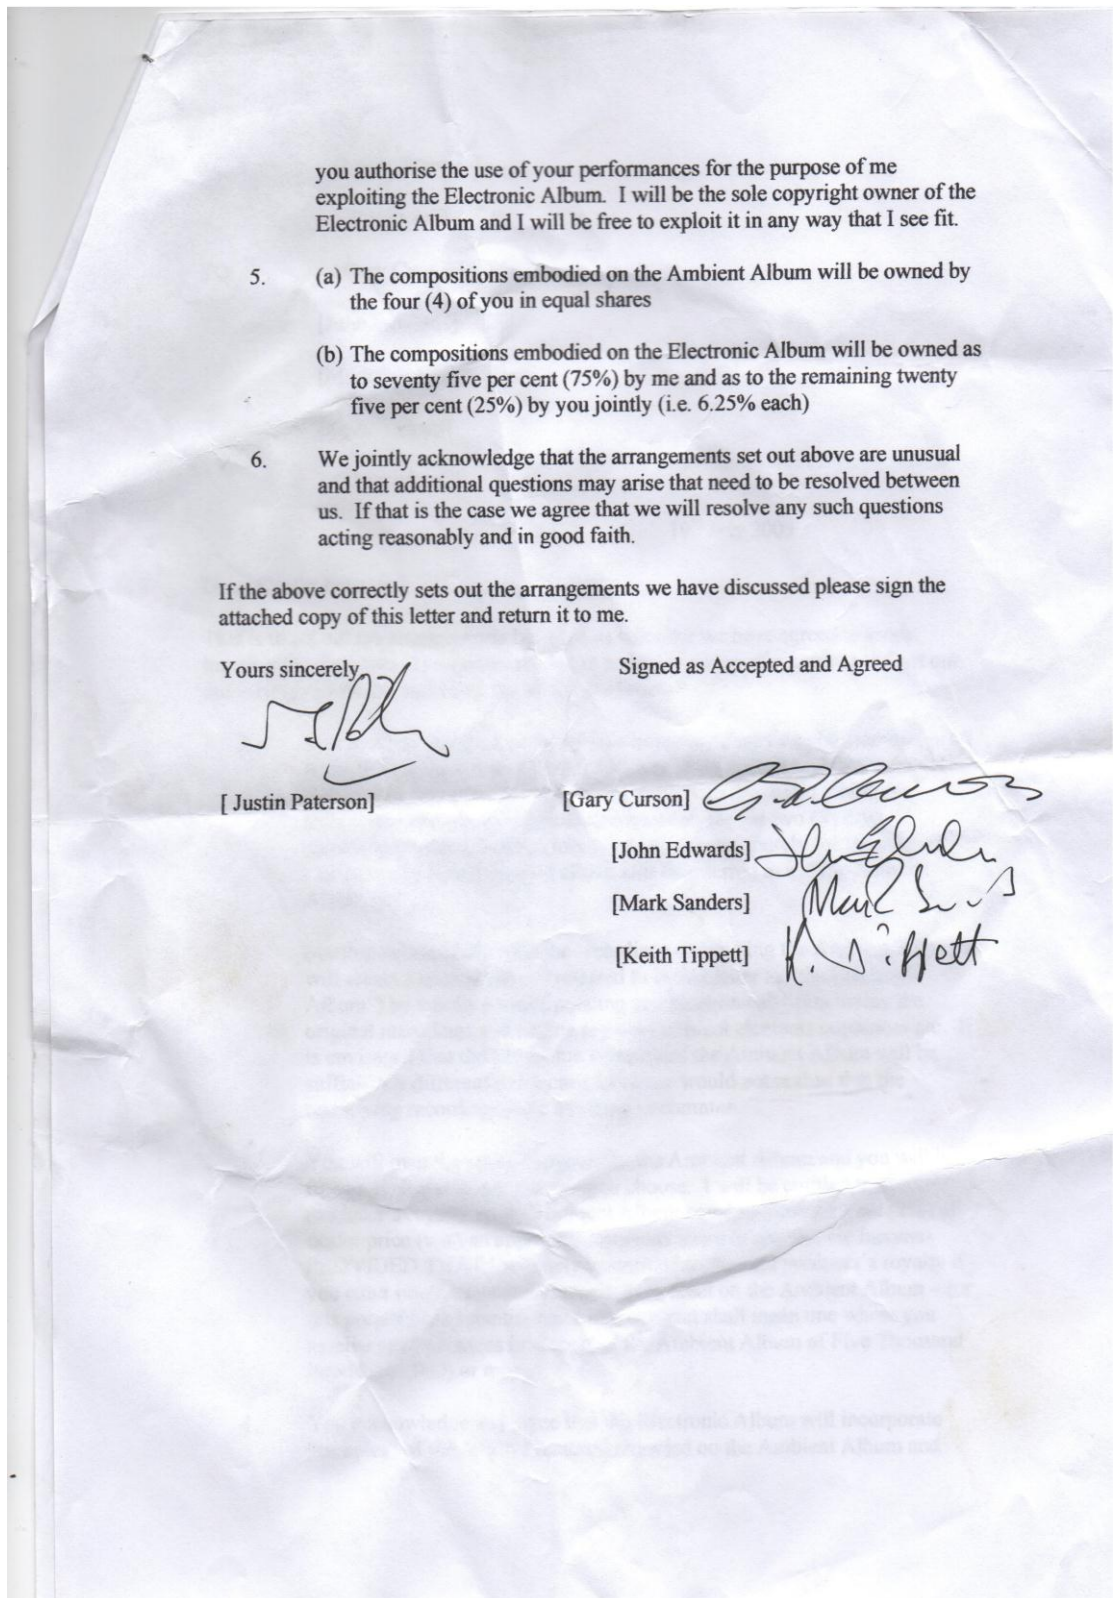 you authorise the use of your performances for the purpose of me
exploiting the Electronic Album. I will be the sole copyright owner of the
Electronic Album and I will be free to exploit it in any way that I see fit.
5. (a) The compositions embodied on the Ambient Album will be owned by
the four (4) of you in equal shares
(b) The compositions embodied on the Electronic Album will be owned as
to seventy five per cent (75%) by me and as to the remaining twenty
five per cent (25%) by you jointly (i.e. 6.25% each)
6. We jointly acknowledge that the arrangements set out above are unusual
and that additional questions may arise that need to be resolved between
us. If that is the case we agree that we will resolve any such questions
acting reasonably and in good faith.
If the above correctly sets out the arrangements we have discussed please sign the
attached copy of this letter and return it to me.
Yours sincerely Signed as Accepted and Agreed
[ Justin Paterson] [Gary Curson]
[John Edwards]
[Mark Sanders] Mark
[Keith Tippett] K. Tippett